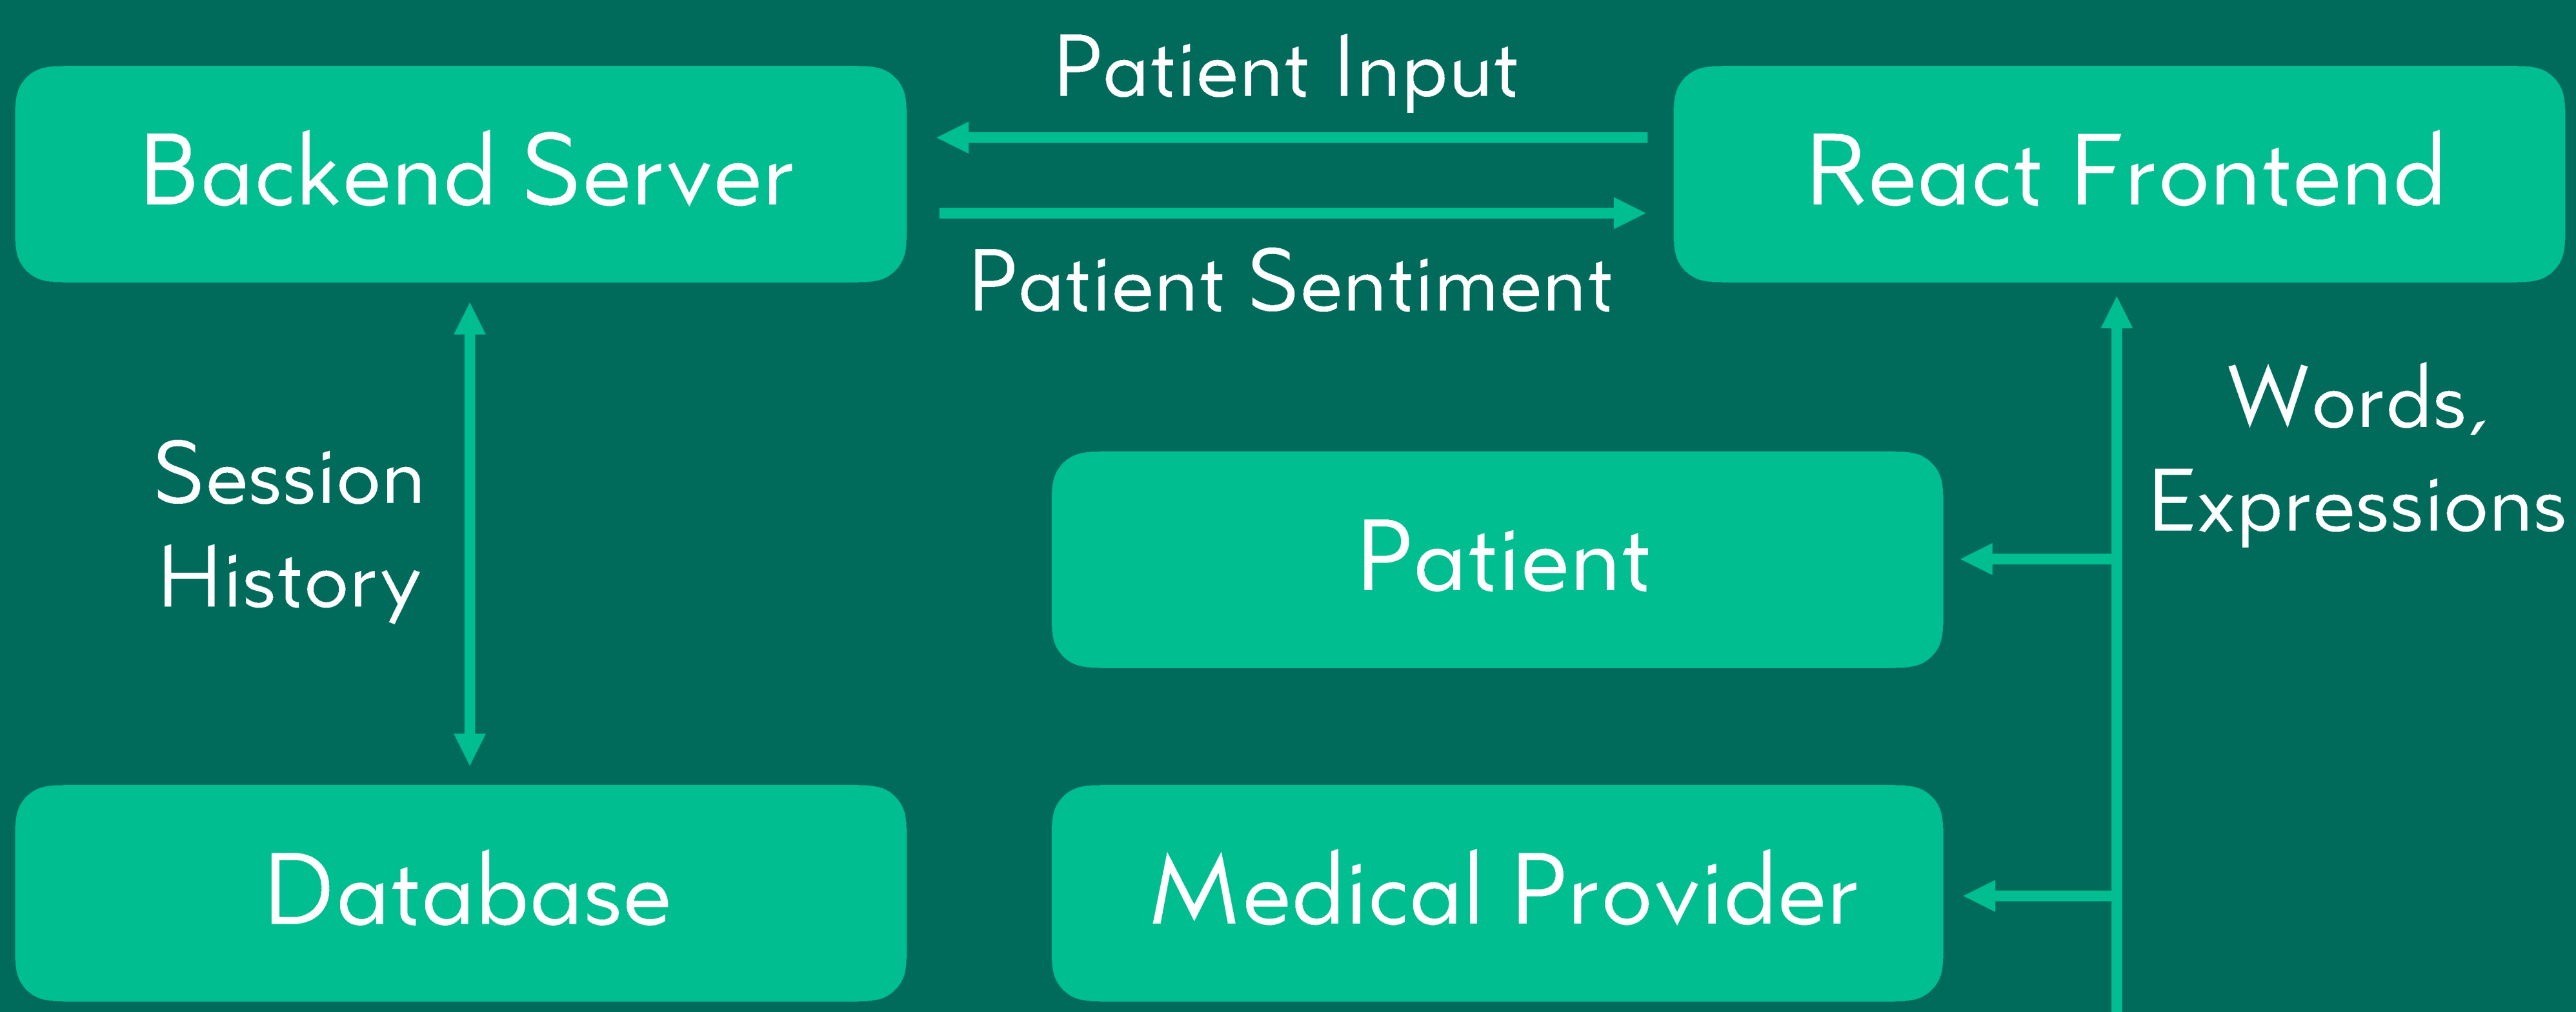 Patient Input
Backend Server
React Frontend
Patient Sentiment
Words,
Expressions
Session
History
Patient
Database
Medical Provider